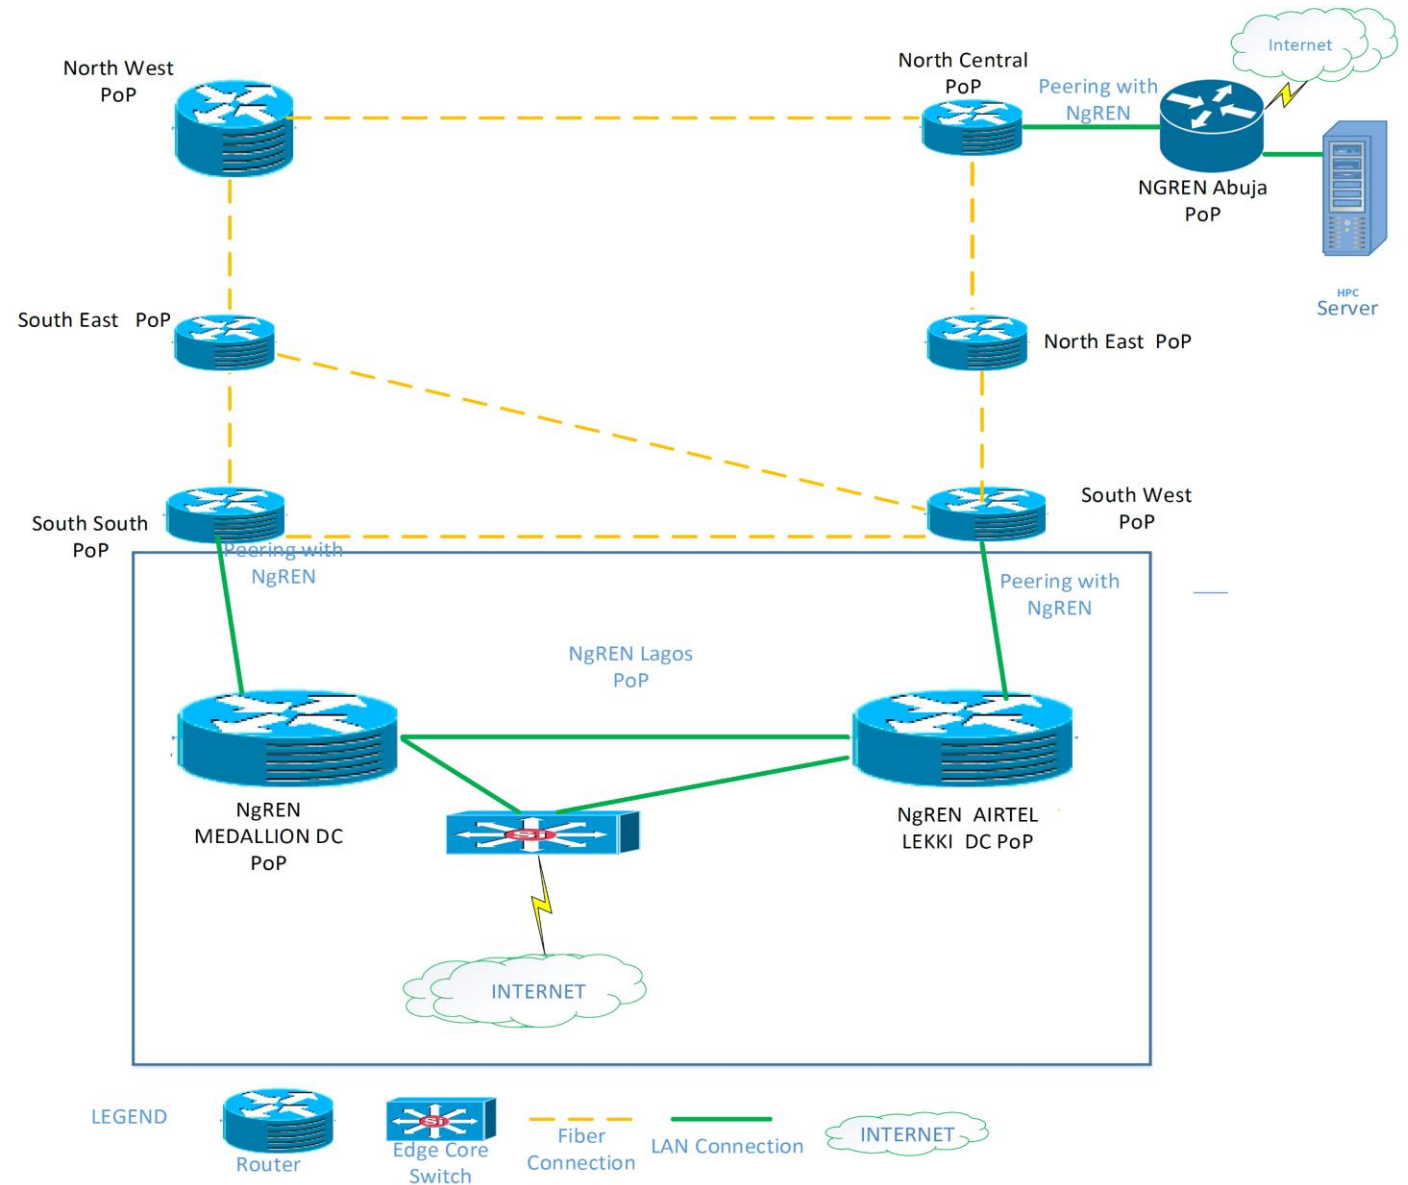 North West
PoP
North Central
PoP
Peering with
NgREN
Internet
NGREN Abuja
PoP
HPC
Server
South East PoP
North East PoP
South South
PoP
South West
PoP
Peering with
NgREN
Peering with
NgREN
NgREN Lagos
PoP
NgREN
MEDALLION DC
PoP
Si
NgREN AIRTEL
LEKKI DC PoP
INTERNET
LEGEND
Router
Si
Edge Core
Switch
Fiber
Connection
LAN Connection
INTERNET